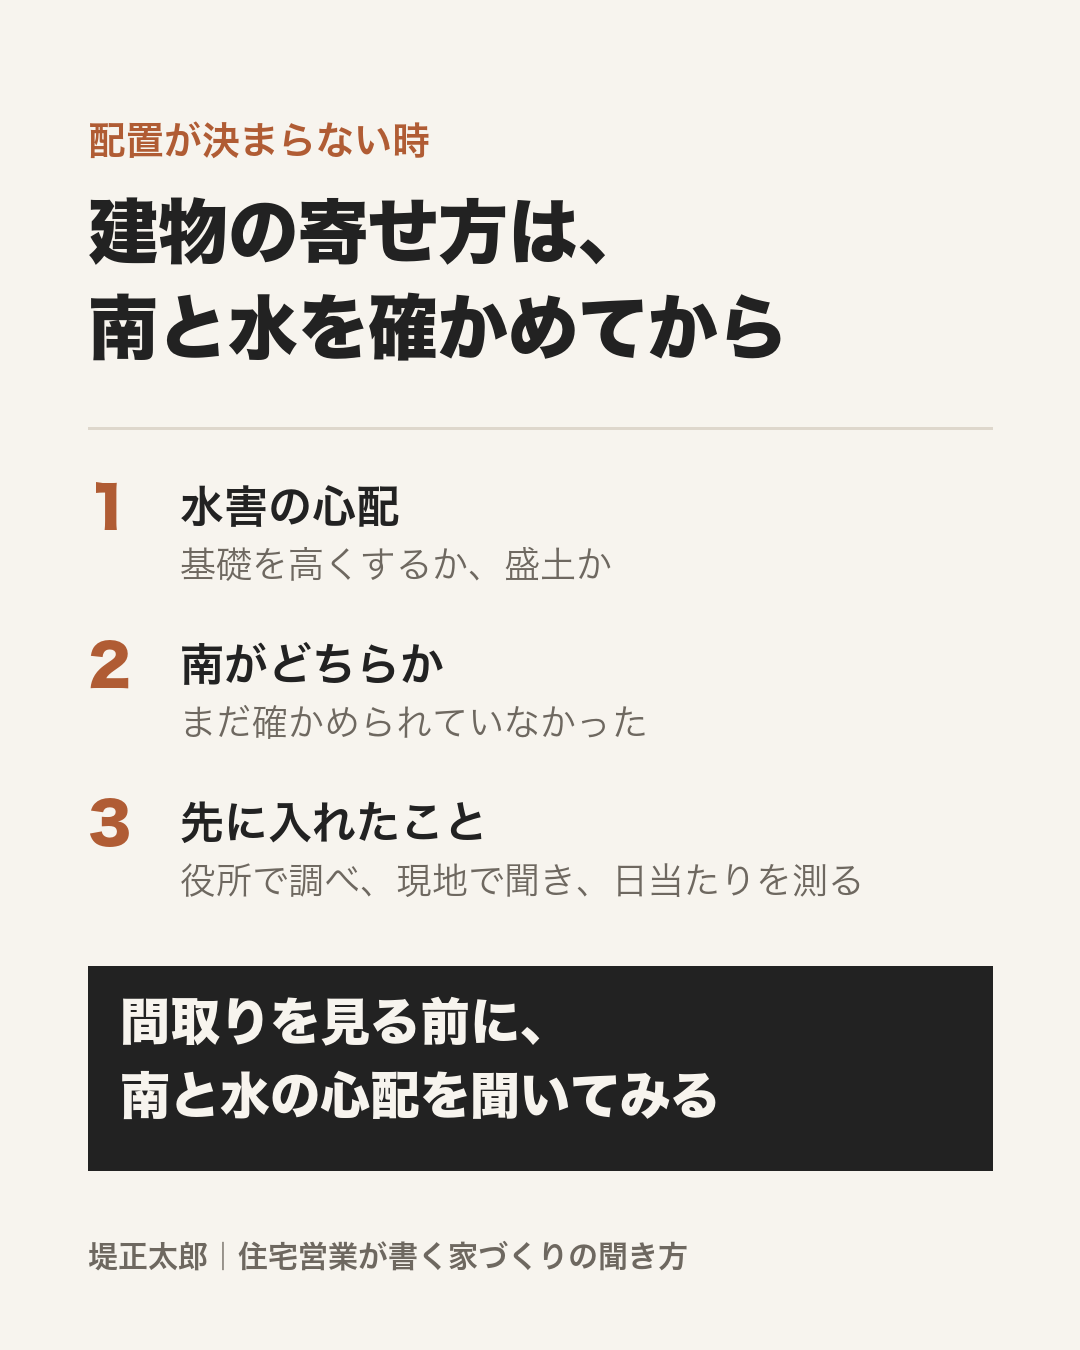 配置が決まらない時
建物の寄せ方は、
南と水を確かめてから
1 水害の心配
基礎を高くするか、盛土か
2 南がどちらか
まだ確かめられていなかった
3 先に入れたこと
役所で調べ、現地で聞き、日当たりを測る
間取りを見る前に、
南と水の心配を聞いてみる
堤正太郎｜住宅営業が書く家づくりの聞き方